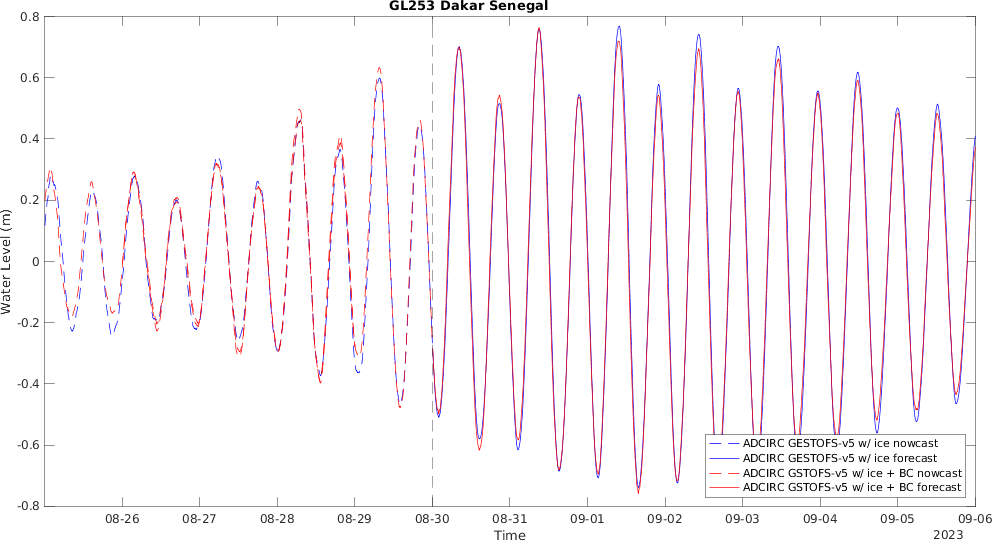 GL253 Dakar Senegal
Water Level (m)
0.8
0.6
0.4
0.2
0
-0.2
-0.4
-0.6
-0.8
ADCIRC GESTOFS-v5 w/ ice nowcast
ADCIRC GESTOFS-v5 w/ ice forecast
ADCIRC GSTOFS-v5 w/ ice + BC nowcast
ADCIRC GSTOFS-v5 w/ ice + BC forecast
08-26 08-27 08-28 08-29 08-30 08-31 09-01 09-02 09-03 09-04 09-05 09-06
Time
2023